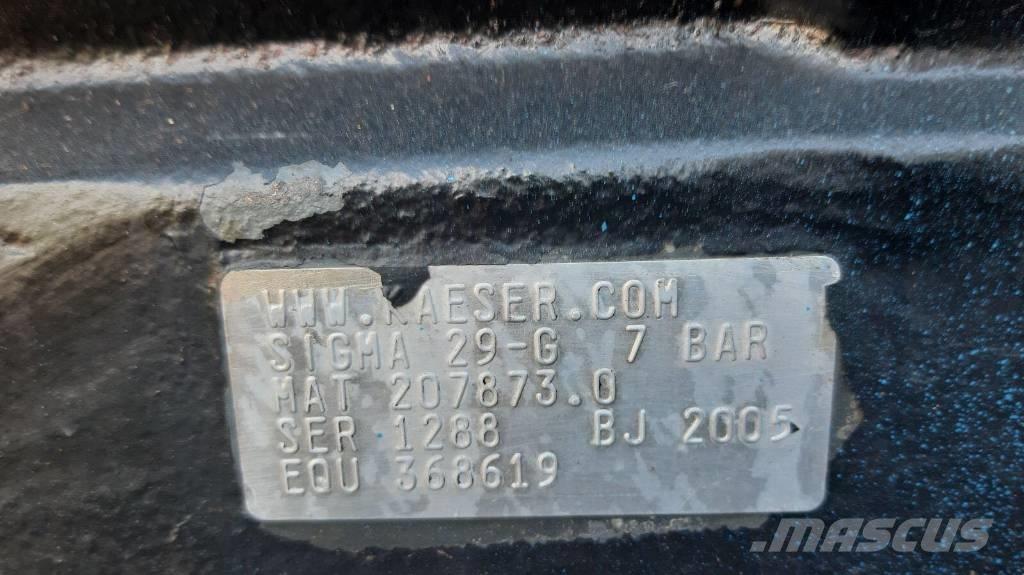 WWW.KAESER.COM
SIGMA 29-G 7 BAR
MAT 207873.0
SER 1288 BJ 2005
EQU 368619
MASCUS